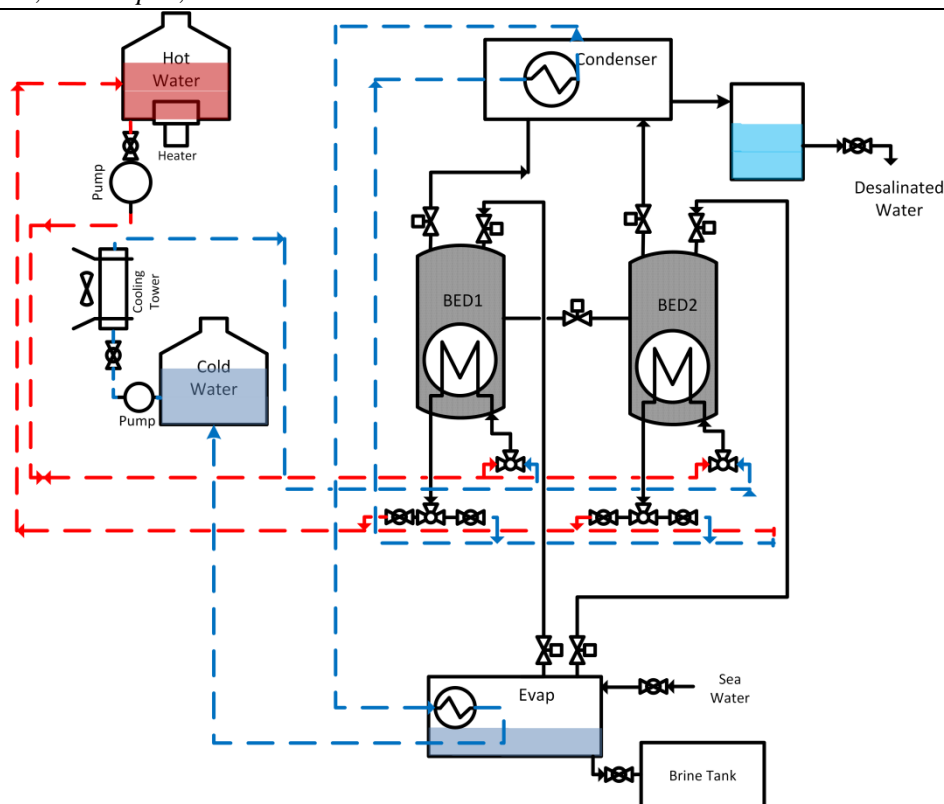 Hot
Water
Heater
Pump
Cooling
Tower
Cold
Water
Pump
Condenser
Desalinated
Water
BED1
BED2
Evap
Sea
Water
Brine Tank